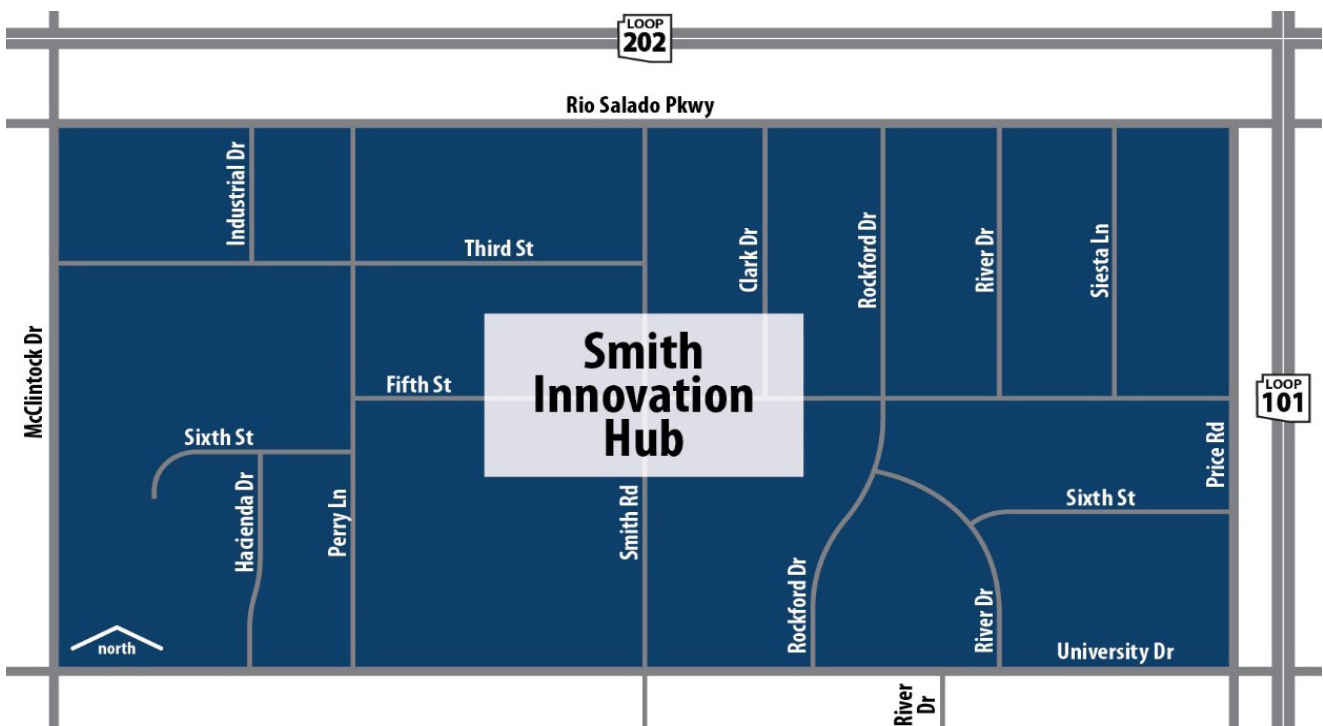 LOOP
202
Rio Salado Pkwy
Industrial Dr
Third St
Clark Dr
Rockford Dr
River Dr
Siesta Ln
McClintock Dr
Smith
Innovation
Hub
Fifth St
LOOP
101
Sixth St
Price Rd
Hacienda Dr
Perry Ln
Smith Rd
Sixth St
Rockford Dr
River Dr
north
University Dr
River
Dr